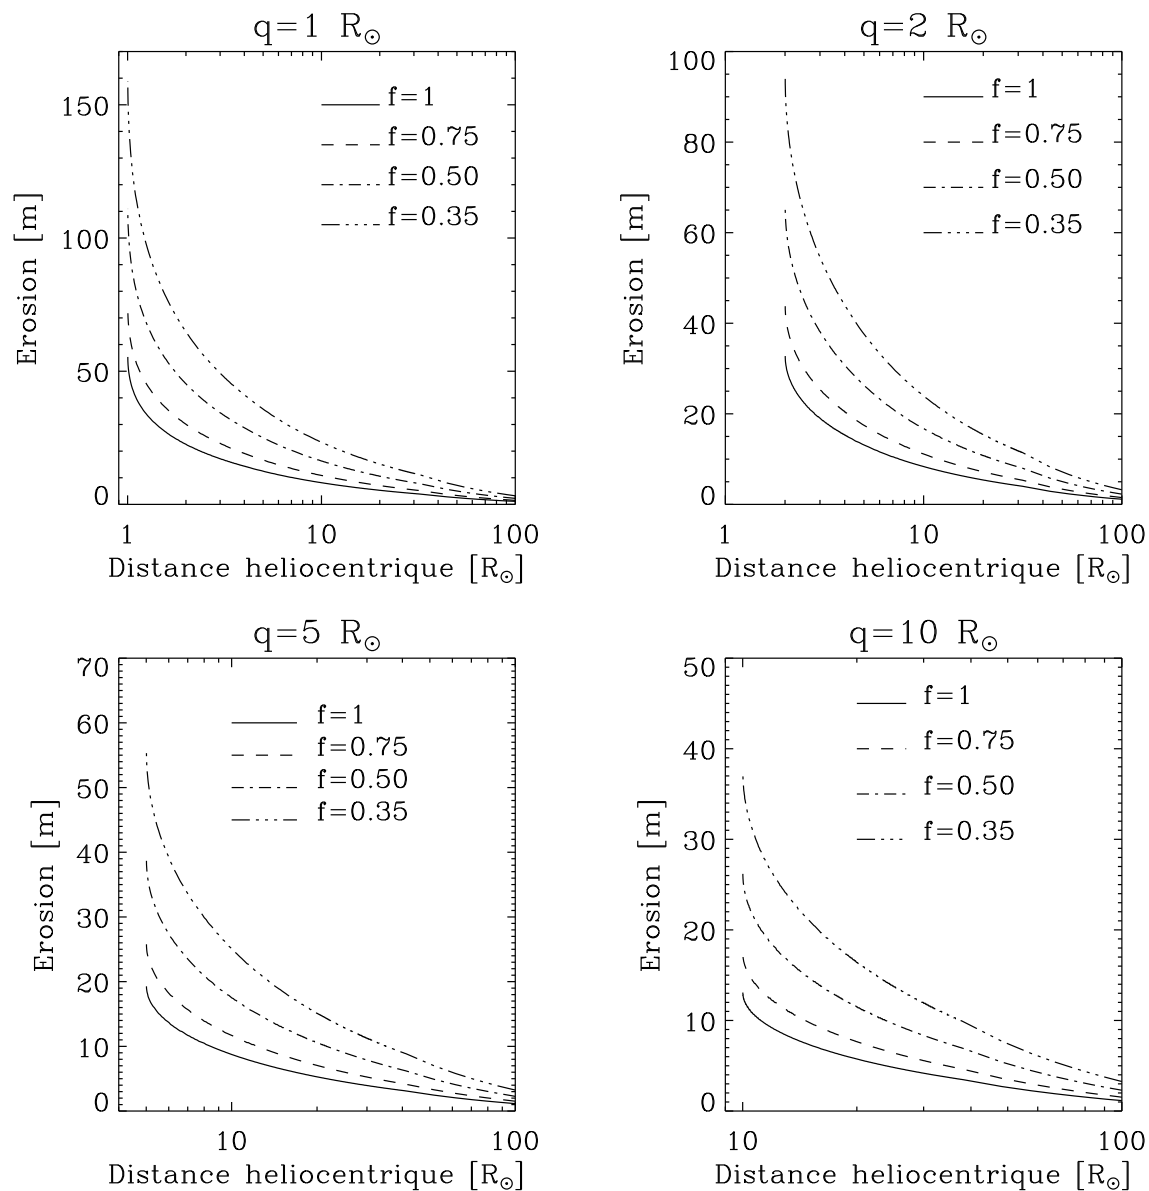 q=1 R☉
150
100
50
0
Erosion [m]
f=1
f=0.75
f=0.50
f=0.35
1 10 100
Distance heliocentrique [R☉]
q=2 R☉
100
80
60
40
20
0
Erosion [m]
f=1
f=0.75
f=0.50
f=0.35
1 10 100
Distance heliocentrique [R☉]
q=5 R☉
70
60
50
40
30
20
10
0
Erosion [m]
f=1
f=0.75
f=0.50
f=0.35
10 100
Distance heliocentrique [R☉]
q=10 R☉
50
40
30
20
10
0
Erosion [m]
f=1
f=0.75
f=0.50
f=0.35
10 100
Distance heliocentrique [R☉]